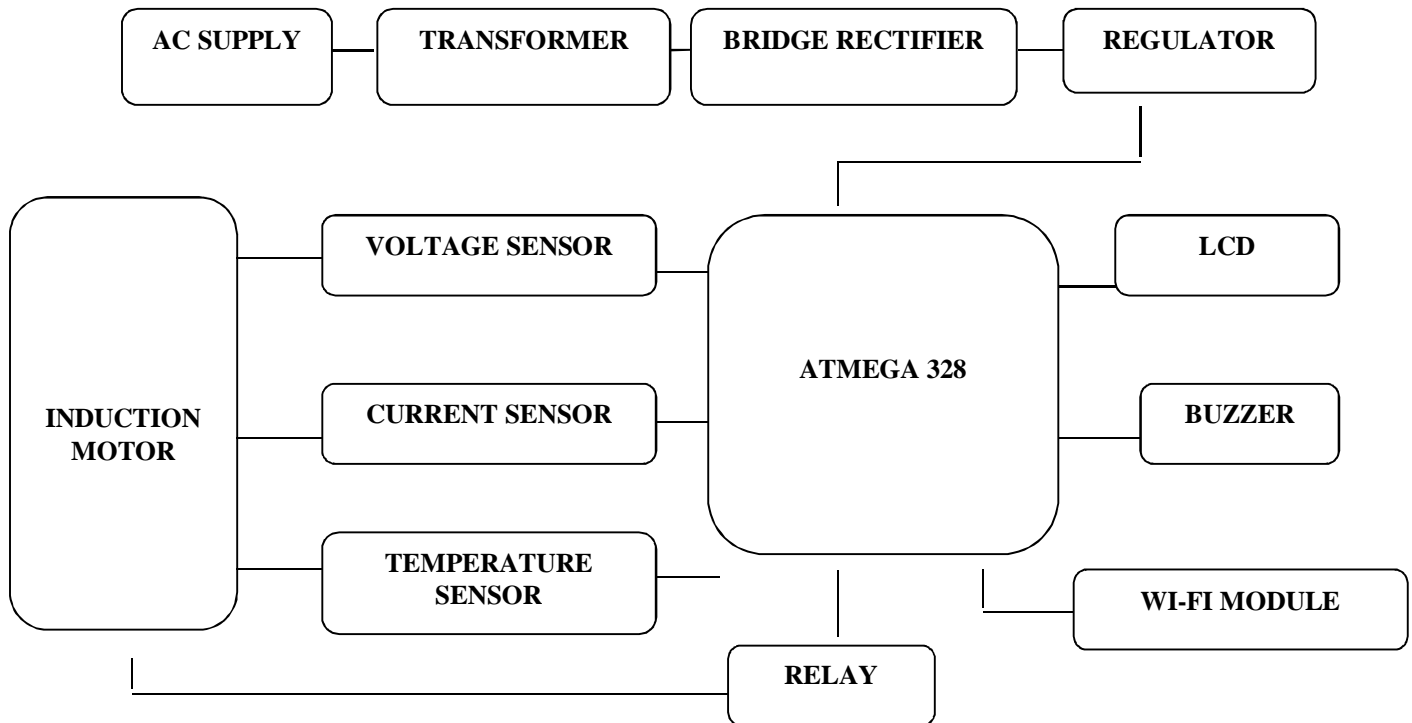 AC SUPPLY
TRANSFORMER
BRIDGE RECTIFIER
REGULATOR
VOLTAGE SENSOR
LCD
ATMEGA 328
INDUCTION
MOTOR
CURRENT SENSOR
BUZZER
TEMPERATURE
SENSOR
WI-FI MODULE
RELAY